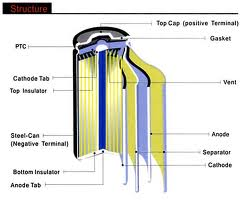 Structure
Top Cap (positive Terminal)
Gasket
PTC
Cathode Tab
Top Insulator
Vent
Steel-Can
(Negative Terminal)
Anode
Separator
Cathode
Bottom Insulator
Anode Tab